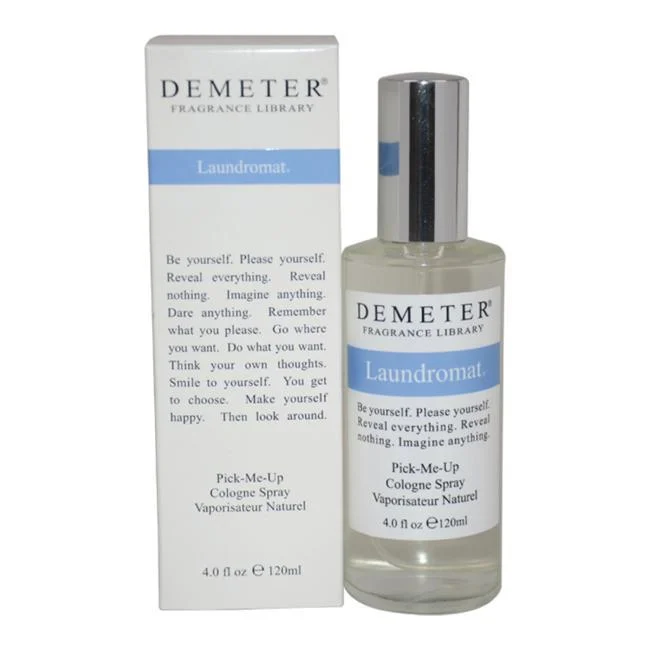 DEMETER®
FRAGRANCE LIBRARY
Laundromat.
Be yourself. Please yourself.
Reveal everything. Reveal
nothing. Imagine anything.
Dare anything. Remember
what you please. Go where
you want. Do what you want.
Think your own thoughts.
Smile to yourself. You get
to choose. Make yourself
happy. Then look around.
Pick-Me-Up
Cologne Spray
Vaporisateur Naturel
4.0 fl oz ℮ 120ml
DEMETER®
FRAGRANCE LIBRARY
Laundromat.
Be yourself. Please yourself.
Reveal everything. Reveal
nothing. Imagine anything.
Pick-Me-Up
Cologne Spray
Vaporisateur Naturel
4.0 fl oz ℮120ml